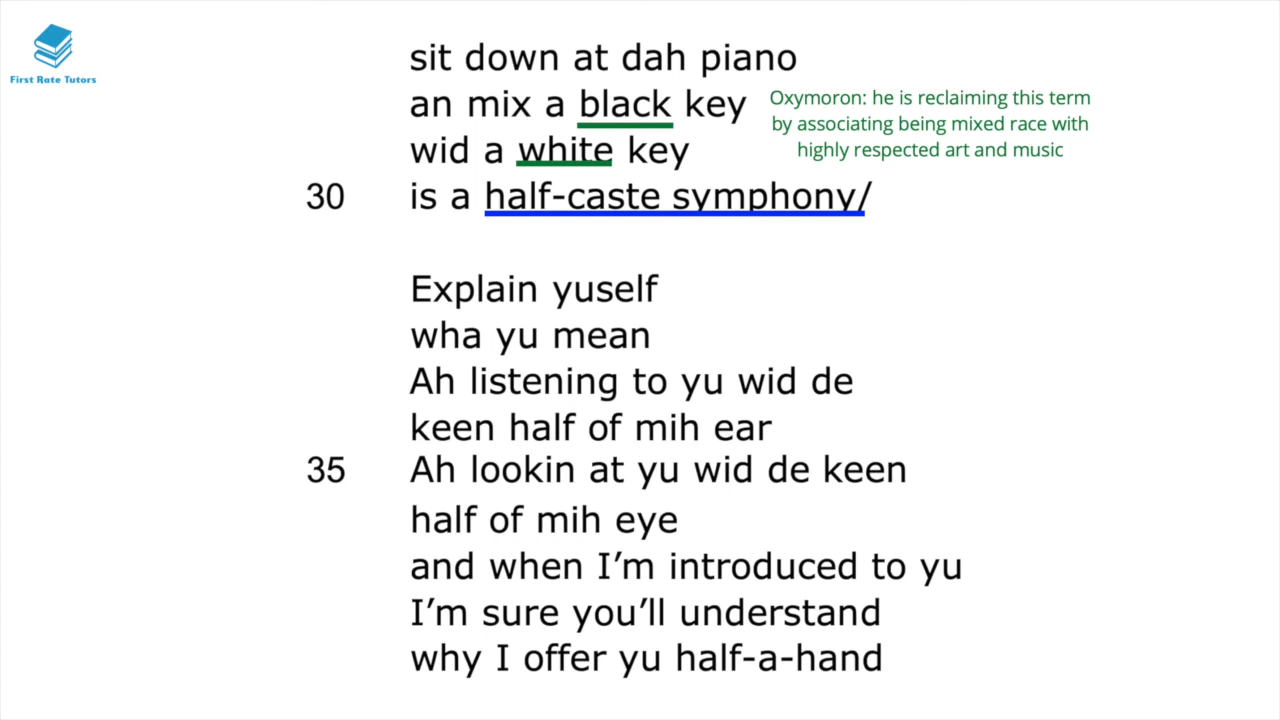 First Rate Tutors
sit down at dah piano
an mix a black key
wid a white key
30 is a half-caste symphony/
Oxymoron: he is reclaiming this term
by associating being mixed race with
highly respected art and music
Explain yuself
wha yu mean
Ah listening to yu wid de
keen half of mih ear
35 Ah lookin at yu wid de keen
half of mih eye
and when I’m introduced to yu
I’m sure you’ll understand
why I offer yu half-a-hand